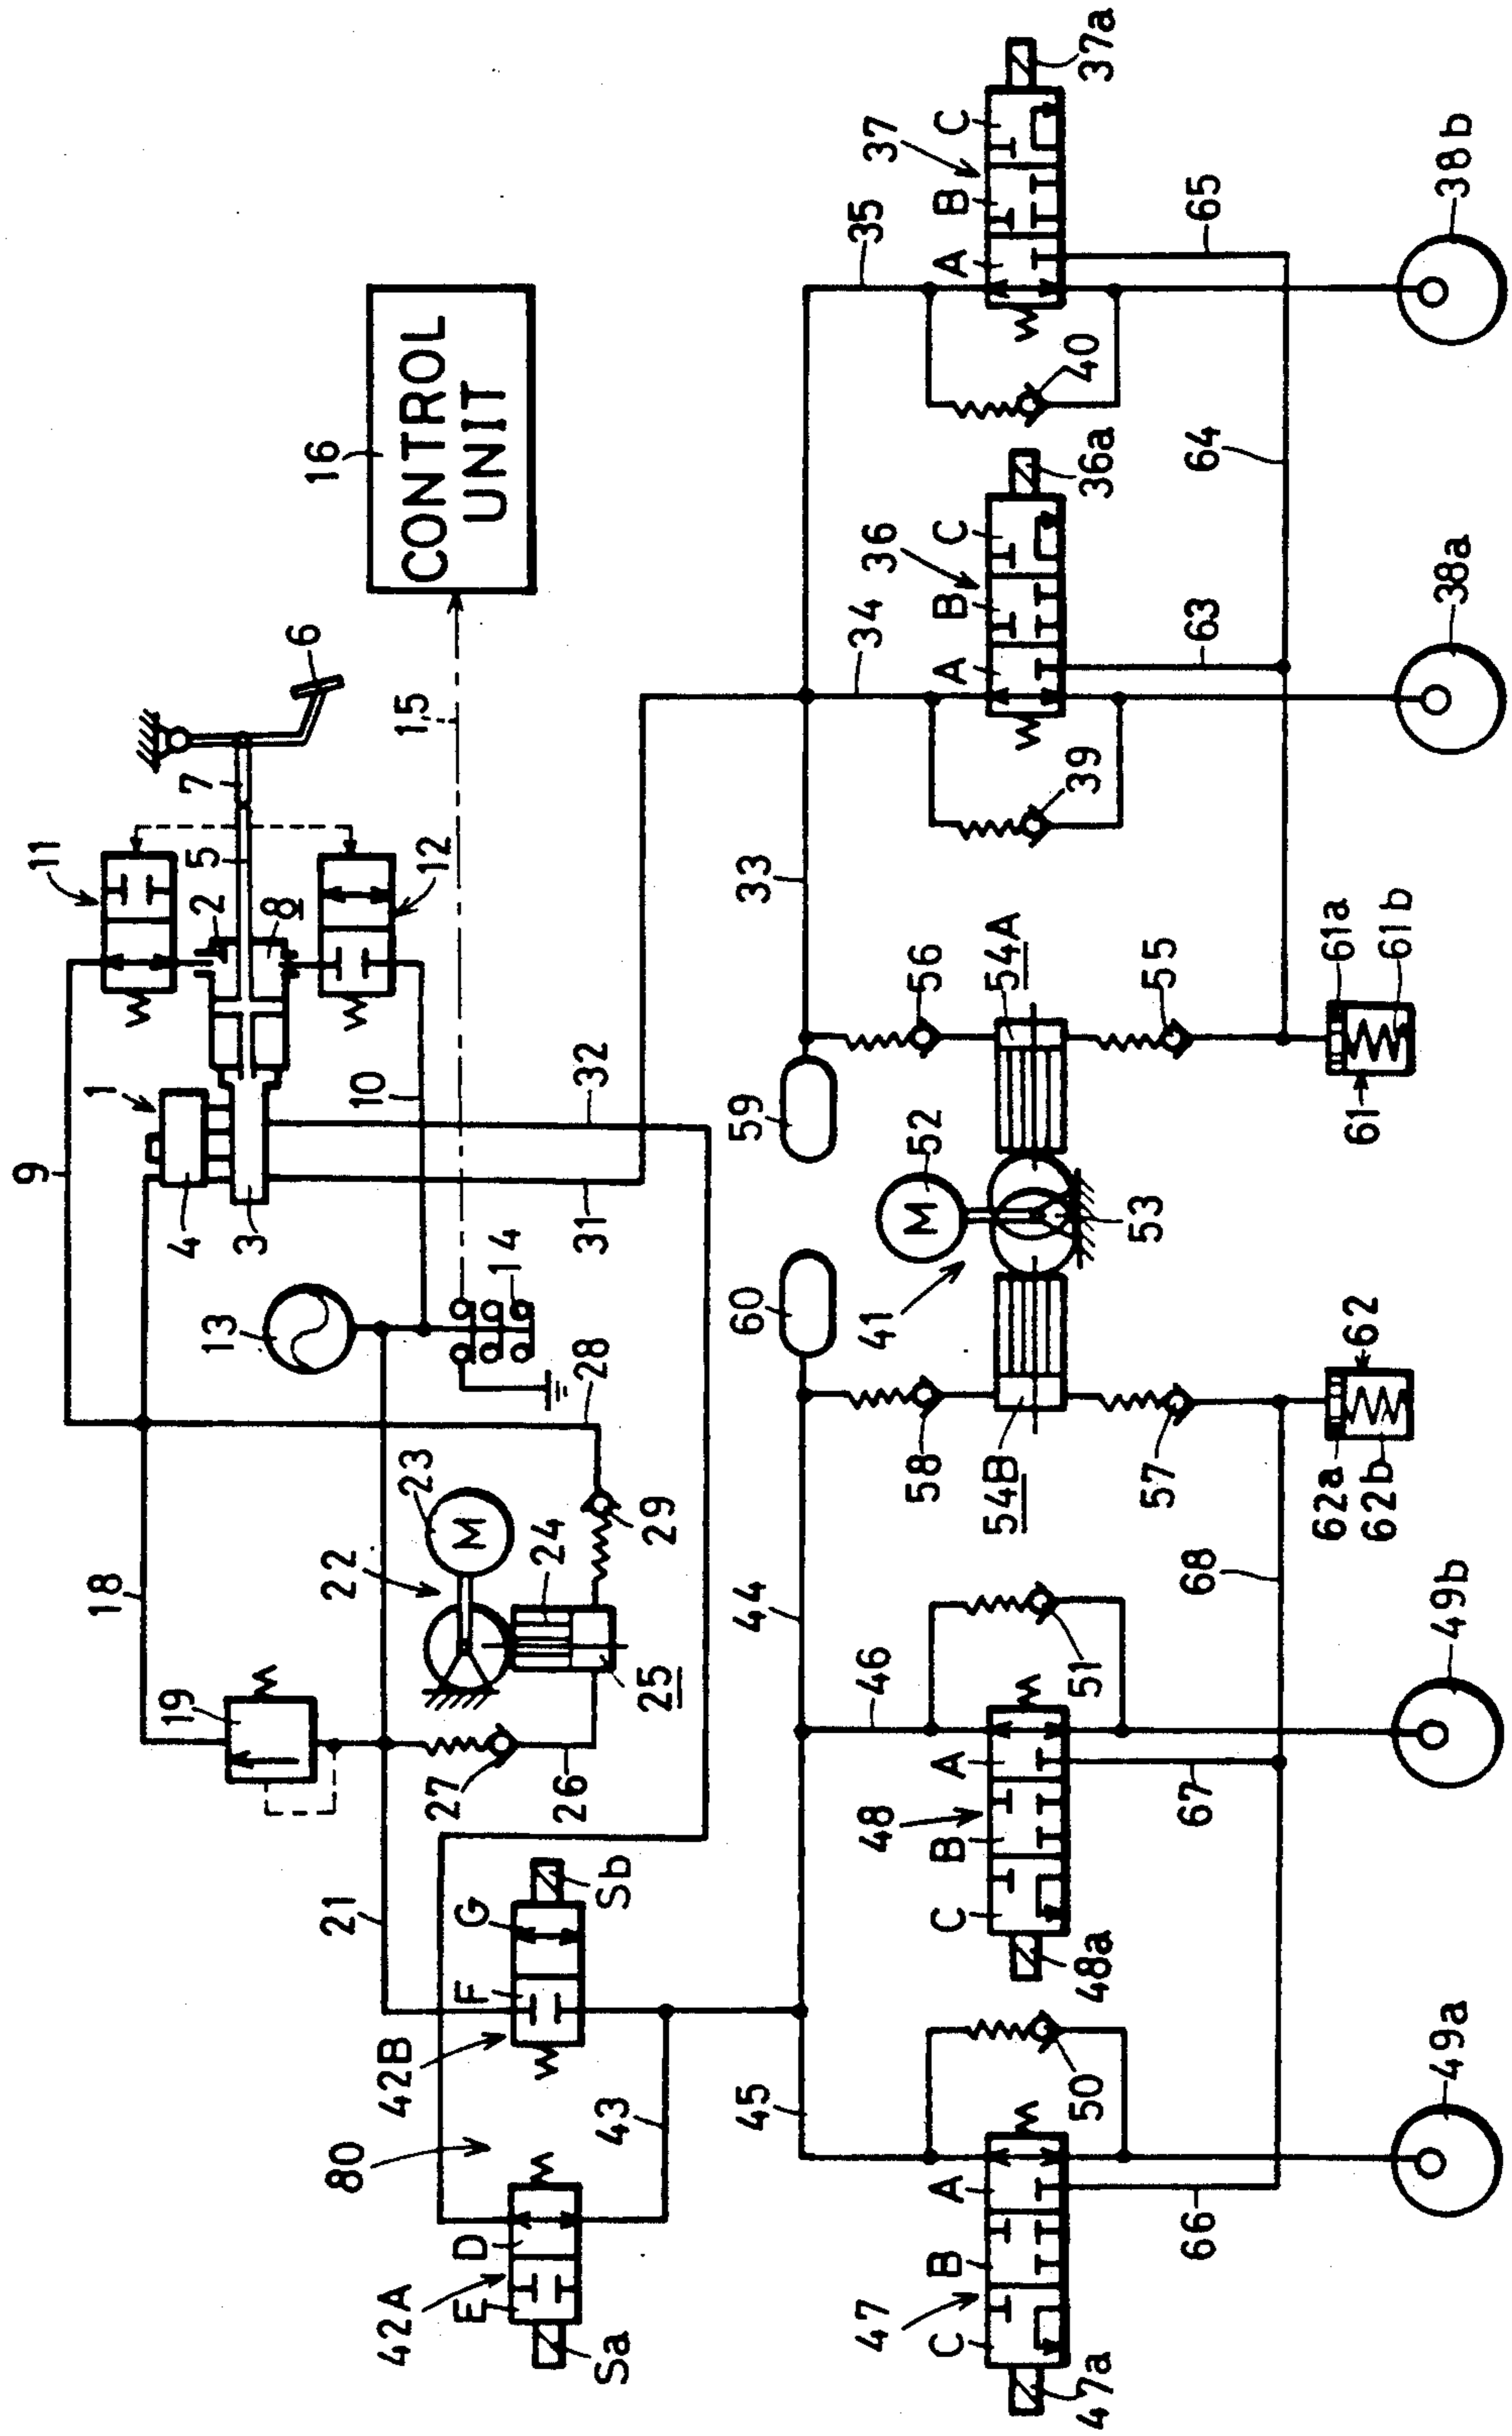 1
2
3
4
5
6
7
8
9
10
11
12
13
14
15
16
CONTROL
UNIT
18
19
21
22
23
M
24
25
26
27
28
29
31
32
80
42A
E
D
Sa
42B
F
G
Sb
43
33
34
35
36
A
B
C
36a
37
A
B
C
37a
38a
38b
39
40
41
44
45
46
47
C
B
A
47a
48
C
B
A
48a
49a
49b
50
51
52
M
53
54A
54B
55
56
57
58
59
60
61
61a
61b
62
62a
62b
63
64
65
66
67
68